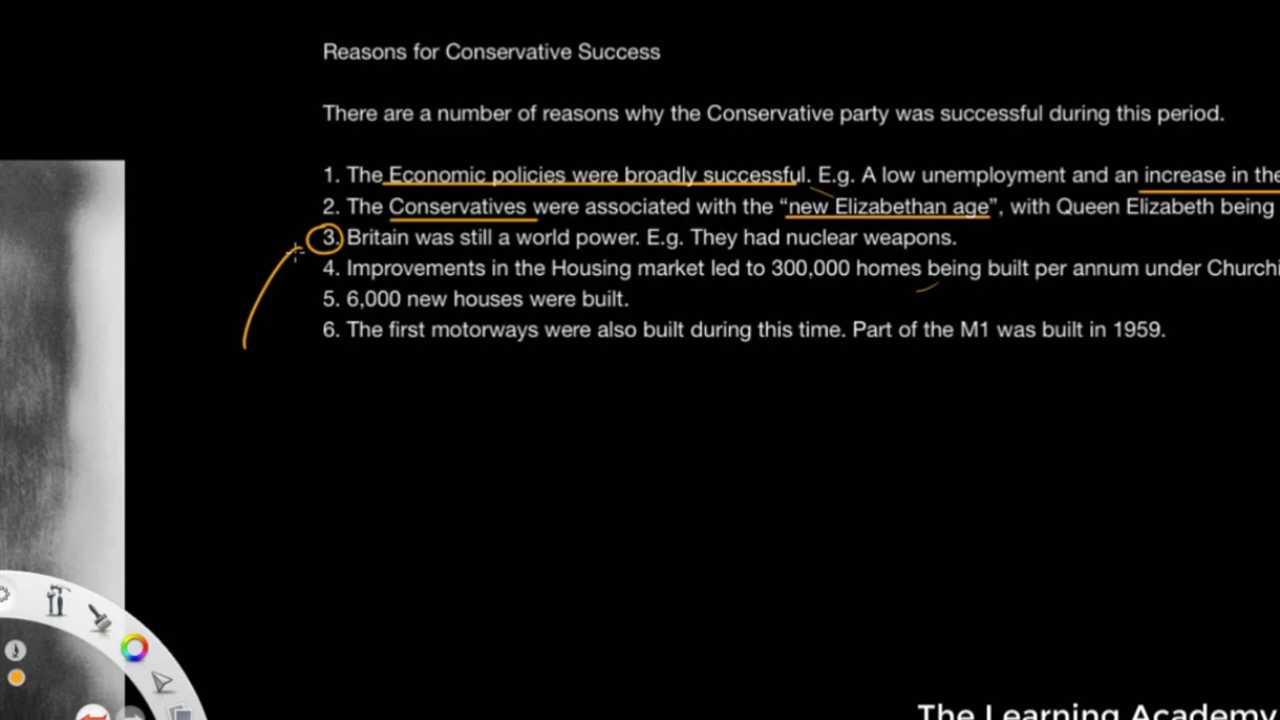 Reasons for Conservative Success
There are a number of reasons why the Conservative party was successful during this period.
1. The Economic policies were broadly successful. E.g. A low unemployment and an increase in the
2. The Conservatives were associated with the “new Elizabethan age”, with Queen Elizabeth being
3. Britain was still a world power. E.g. They had nuclear weapons.
4. Improvements in the Housing market led to 300,000 homes being built per annum under Churchi
5. 6,000 new houses were built.
6. The first motorways were also built during this time. Part of the M1 was built in 1959.
The Learning Academy